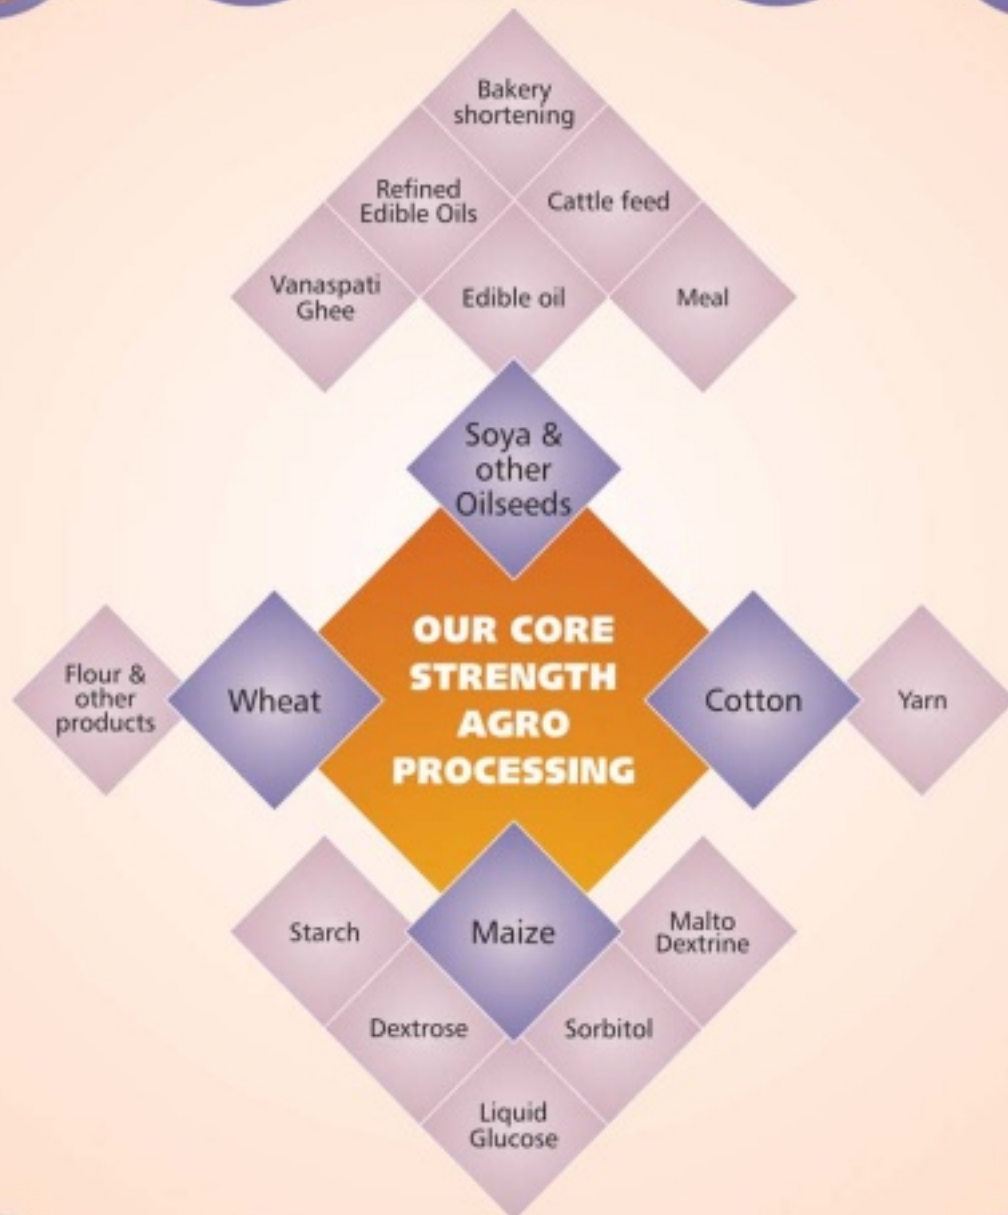 Bakery
shortening
Refined
Edible Oils
Cattle feed
Vanaspati
Ghee
Edible oil
Meal
Soya &
other
Oilseeds
OUR CORE
STRENGTH
AGRO
PROCESSING
Flour &
other
products
Wheat
Cotton
Yarn
Starch
Maize
Malto
Dextrine
Dextrose
Sorbitol
Liquid
Glucose